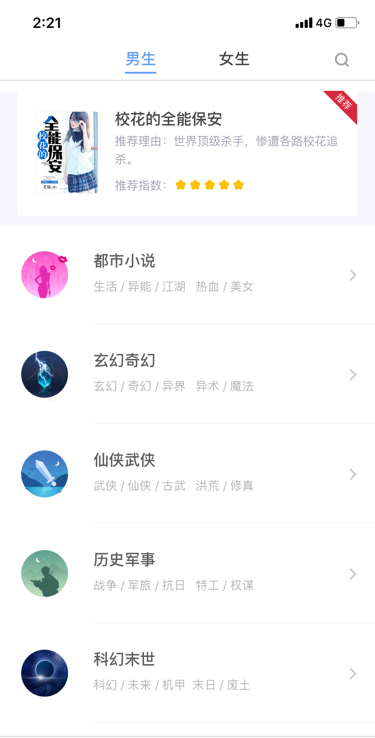 2:21
4G
男生
女生
推荐
校花的全能保安
推荐理由：世界顶级杀手，惨遭各路校花追
杀。
推荐指数：
校花的
全能保安
都市小说
生活 / 异能 / 江湖 热血 / 美女
玄幻奇幻
玄幻 / 奇幻 / 异界 异术 / 魔法
仙侠武侠
武侠 / 仙侠 / 古武 洪荒 / 修真
历史军事
战争 / 军旅 / 抗日 特工 / 权谋
科幻末世
科幻 / 未来 / 机甲 末日 / 废土